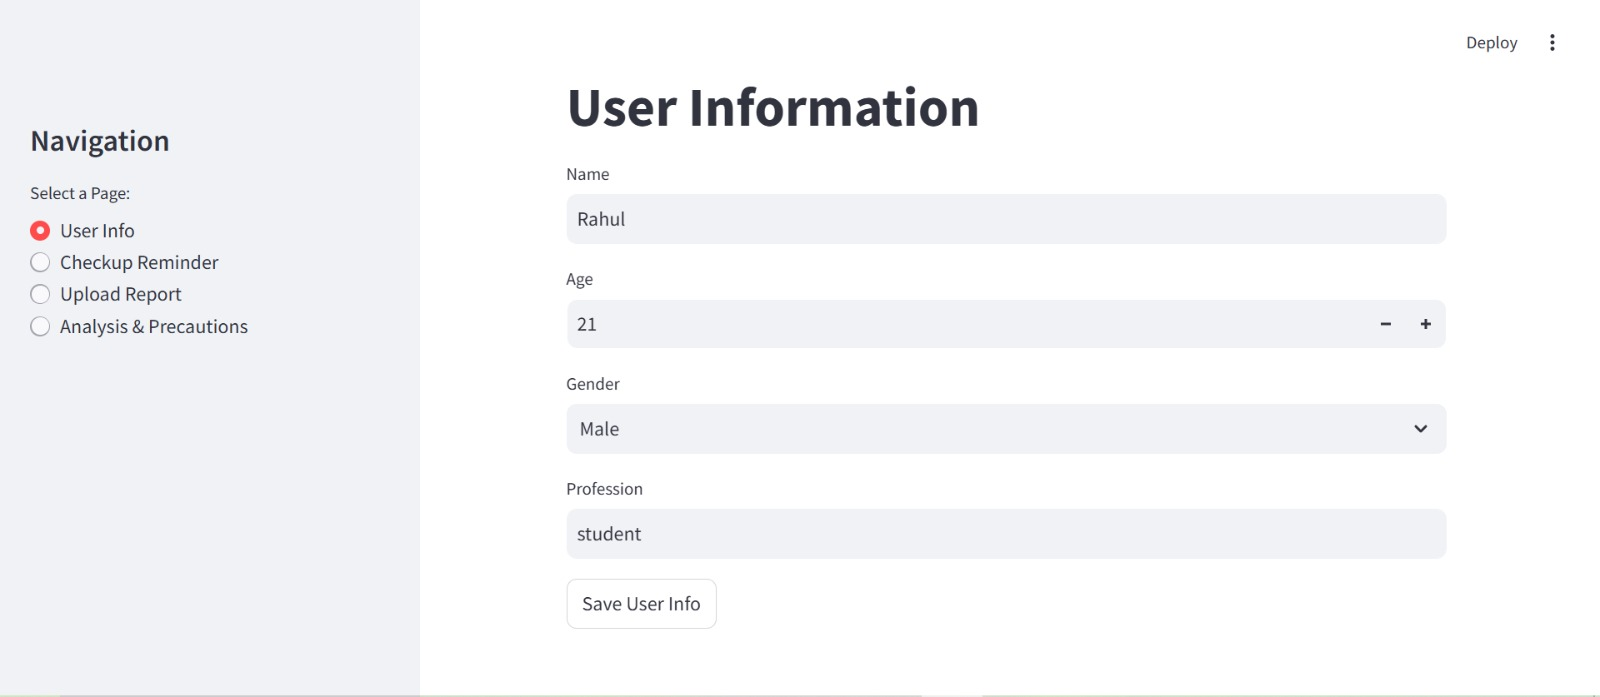 Deploy
Navigation
Select a Page:
User Info
Checkup Reminder
Upload Report
Analysis & Precautions
User Information
Name
Rahul
Age
21
Gender
Male
Profession
student
Save User Info